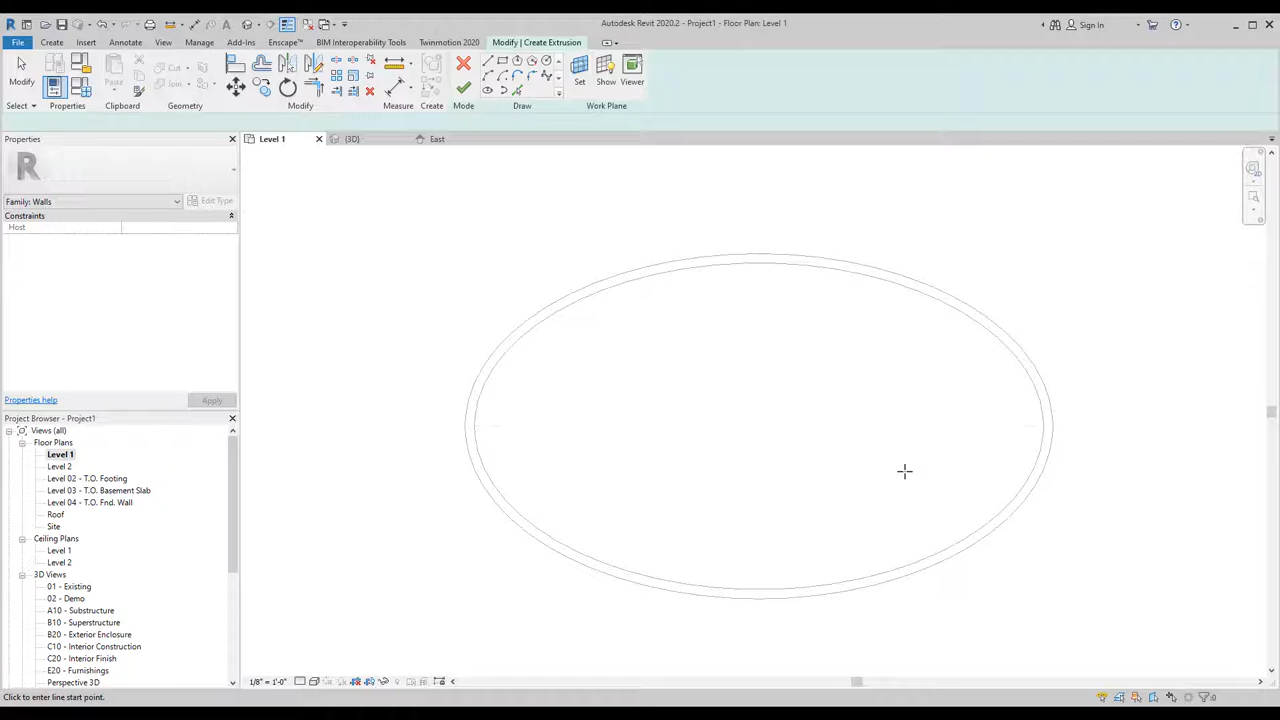 Autodesk Revit 2020.2 - Project1 - Floor Plan: Level 1
Sign In
File Create Insert Annotate View Manage Add-Ins Enscape™ BIM Interoperability Tools Twinmotion 2020 Modify | Create Extrusion
Modify
Paste
Cut
Join
Create
Set Show Viewer
Select Properties Clipboard Geometry Modify Measure Create Mode Draw Work Plane
Properties
Level 1 {3D} East
R
Family: Walls Edit Type
Constraints
Host
Properties help Apply
Project Browser - Project1
Views (all)
Floor Plans
Level 1
Level 2
Level 02 - T.O. Footing
Level 03 - T.O. Basement Slab
Level 04 - T.O. Fnd. Wall
Roof
Site
Ceiling Plans
Level 1
Level 2
3D Views
01 - Existing
02 - Demo
A10 - Substructure
B10 - Superstructure
B20 - Exterior Enclosure
C10 - Interior Construction
C20 - Interior Finish
E20 - Furnishings
Perspective 3D
1/8" = 1'-0"
Click to enter line start point.
:0